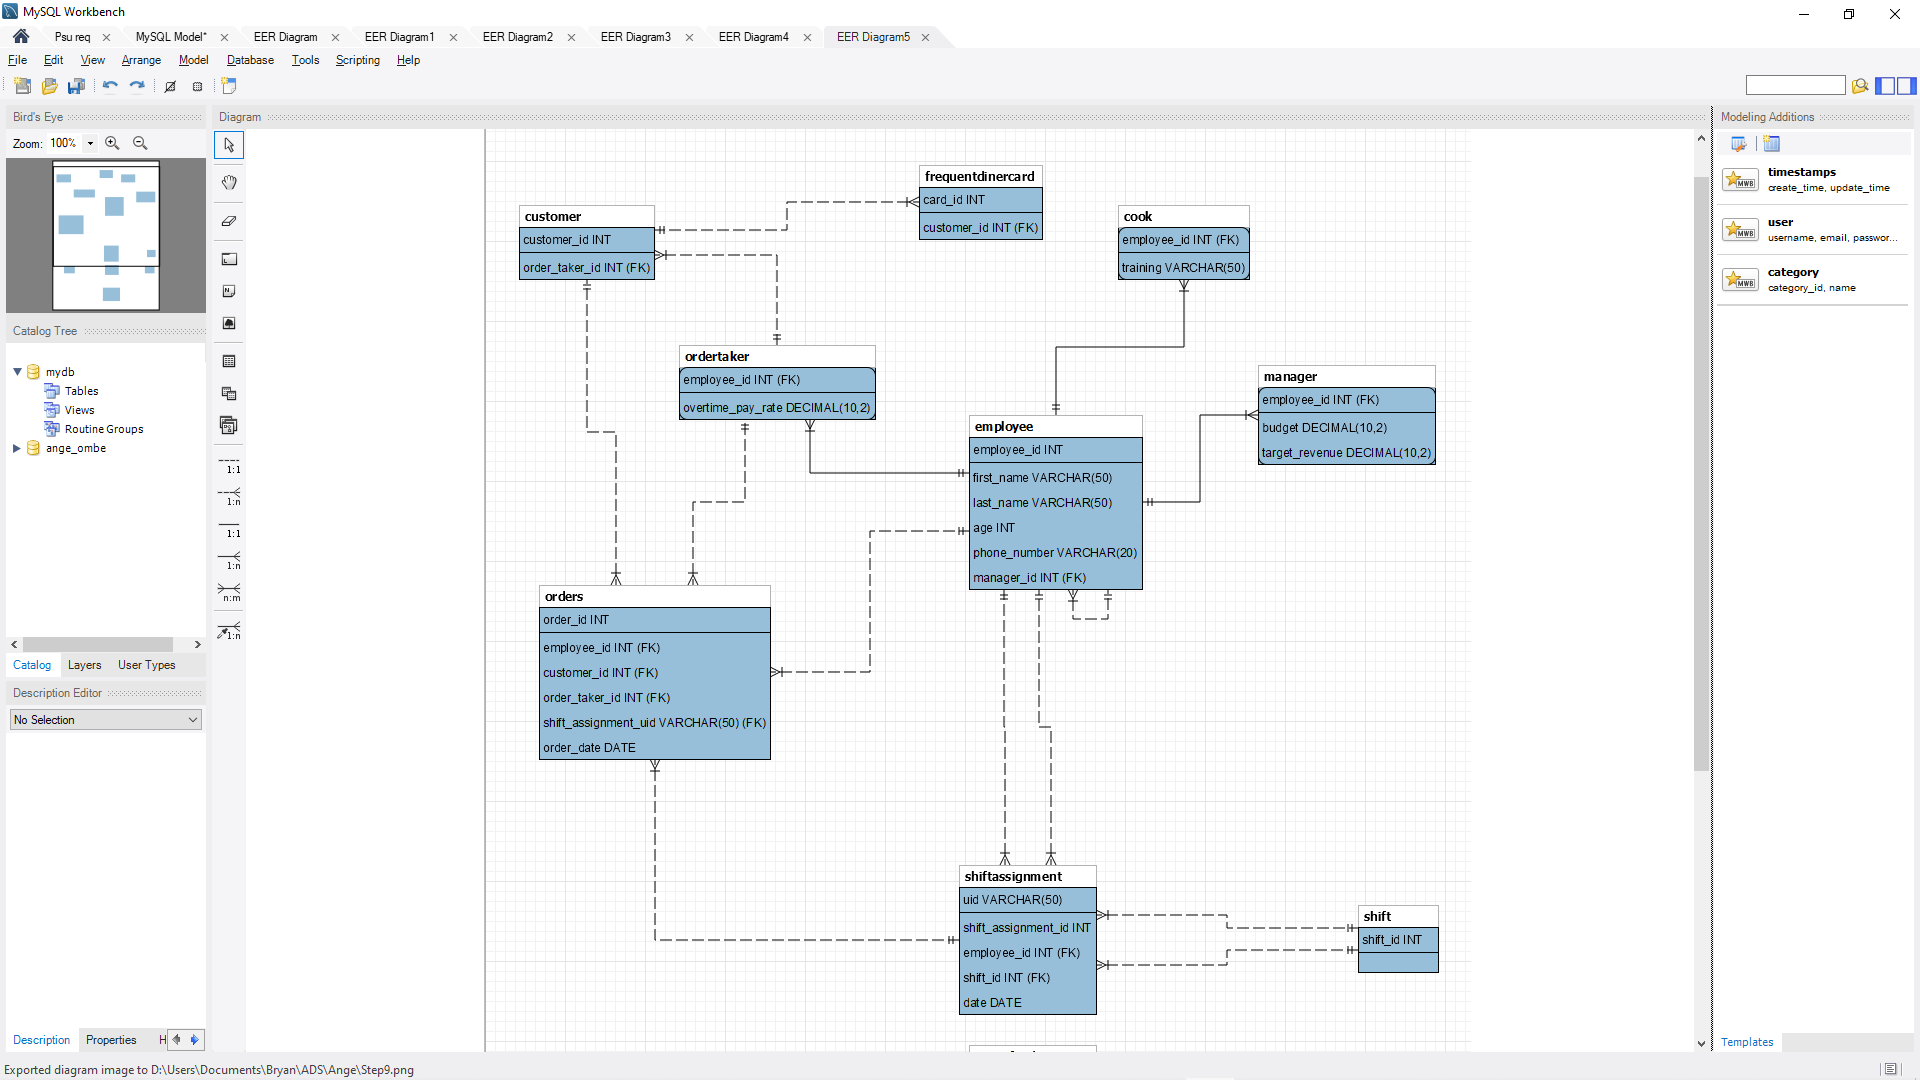 MySQL Workbench
Psu req
MySQL Model*
EER Diagram
EER Diagram1
EER Diagram2
EER Diagram3
EER Diagram4
EER Diagram5
File Edit View Arrange Model Database Tools Scripting Help
Bird's Eye
Zoom: 100%
Catalog Tree
mydb
Tables
Views
Routine Groups
ange_ombe
Catalog Layers User Types
Description Editor
No Selection
Description Properties H
Diagram
1:1
1:n
1:1
1:n
n:m
1:n
frequentdinercard
card_id INT
customer_id INT (FK)
customer
customer_id INT
order_taker_id INT (FK)
cook
employee_id INT (FK)
training VARCHAR(50)
ordertaker
employee_id INT (FK)
overtime_pay_rate DECIMAL(10,2)
manager
employee_id INT (FK)
budget DECIMAL(10,2)
target_revenue DECIMAL(10,2)
employee
employee_id INT
first_name VARCHAR(50)
last_name VARCHAR(50)
age INT
phone_number VARCHAR(20)
manager_id INT (FK)
orders
order_id INT
employee_id INT (FK)
customer_id INT (FK)
order_taker_id INT (FK)
shift_assignment_uid VARCHAR(50) (FK)
order_date DATE
shiftassignment
uid VARCHAR(50)
shift_assignment_id INT
employee_id INT (FK)
shift_id INT (FK)
date DATE
shift
shift_id INT
Modeling Additions
MWB
timestamps
create_time, update_time
MWB
user
username, email, passwor...
MWB
category
category_id, name
Templates
Exported diagram image to D:\Users\Documents\Bryan\ADS\Ange\Step9.png